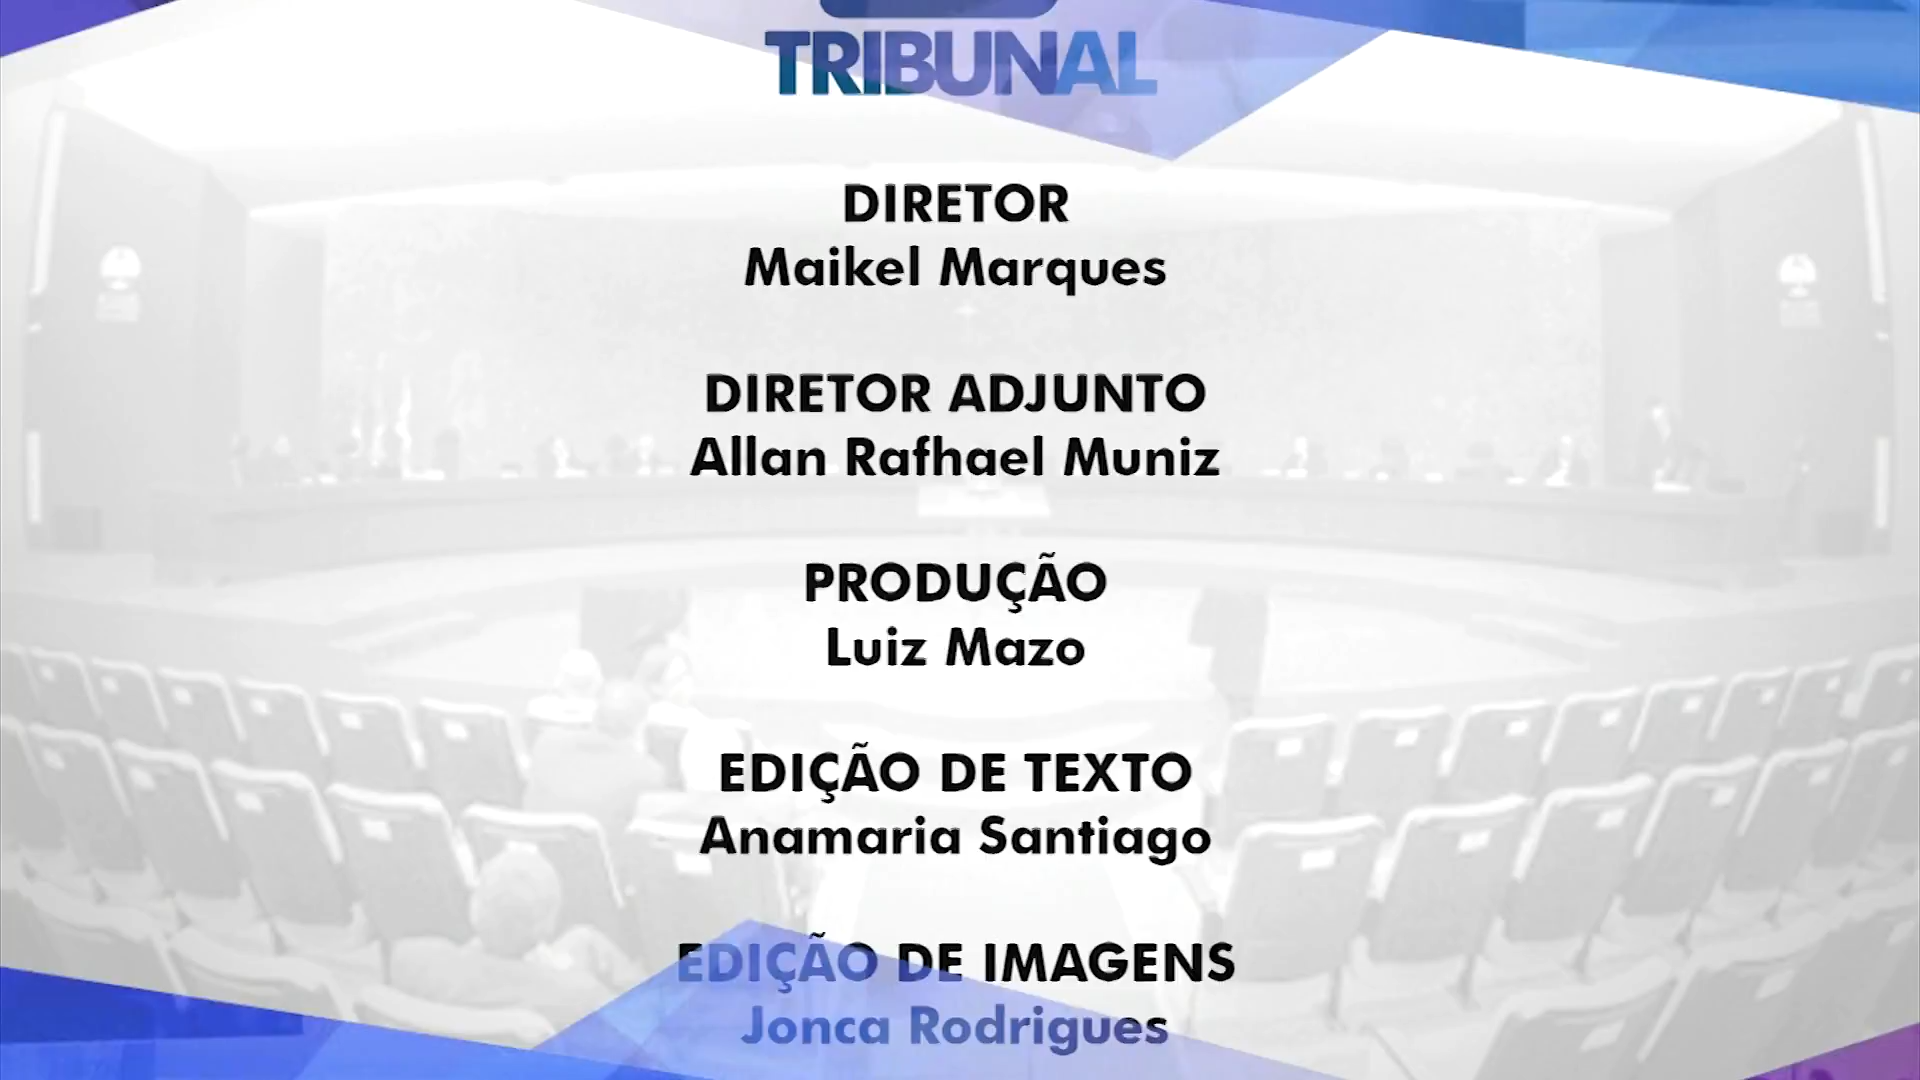 TRIBUNAL
DIRETOR
Maikel Marques
DIRETOR ADJUNTO
Allan Rafhael Muniz
PRODUÇÃO
Luiz Mazo
EDIÇÃO DE TEXTO
Anamaria Santiago
EDIÇÃO DE IMAGENS
Jonca Rodrigues